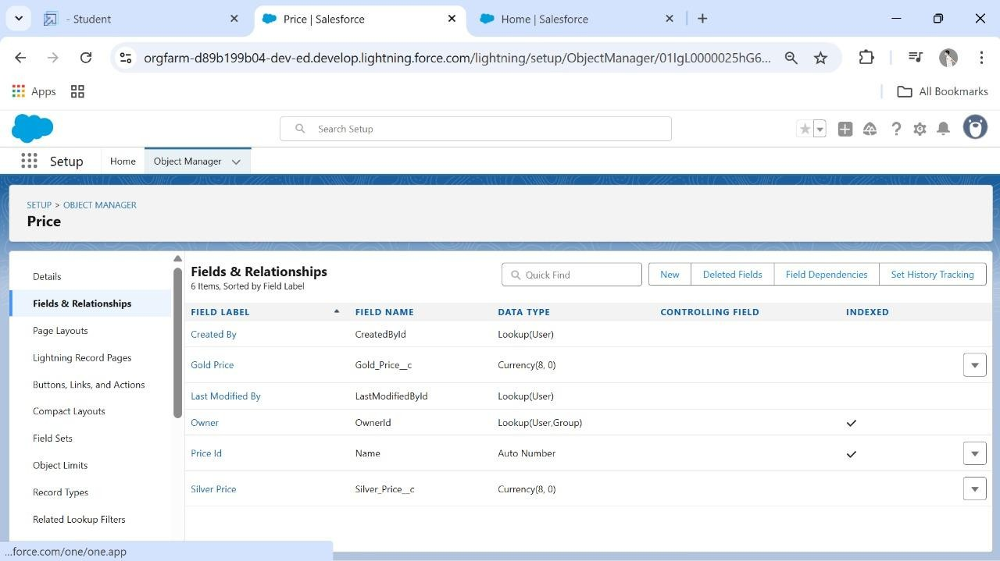 - Student
Price | Salesforce
Home | Salesforce
orgfarm-d89b199b04-dev-ed.develop.lightning.force.com/lightning/setup/ObjectManager/01IgL0000025hG6...
Apps
All Bookmarks
Search Setup
Setup
Home
Object Manager
SETUP > OBJECT MANAGER
Price
Details
Fields & Relationships
Page Layouts
Lightning Record Pages
Buttons, Links, and Actions
Compact Layouts
Field Sets
Object Limits
Record Types
Related Lookup Filters
Fields & Relationships
6 Items, Sorted by Field Label
Quick Find
New
Deleted Fields
Field Dependencies
Set History Tracking
FIELD LABEL FIELD NAME DATA TYPE CONTROLLING FIELD INDEXED
Created By CreatedById Lookup(User)
Gold Price Gold_Price__c Currency(8, 0)
Last Modified By LastModifiedById Lookup(User)
Owner OwnerId Lookup(User,Group)
Price Id Name Auto Number
Silver Price Silver_Price__c Currency(8, 0)
...force.com/one/one.app